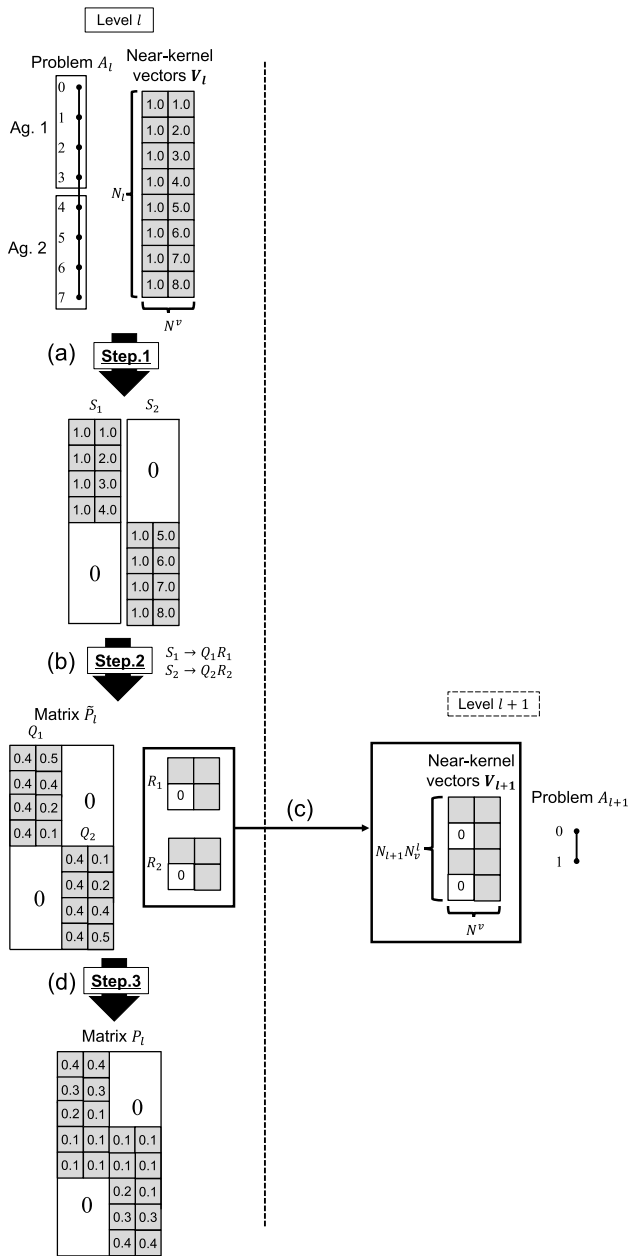 Level l
Problem A_l
Near-kernel
vectors V_l
Ag. 1
Ag. 2
0
1
2
3
4
5
6
7
N_l
1.0 1.0
1.0 2.0
1.0 3.0
1.0 4.0
1.0 5.0
1.0 6.0
1.0 7.0
1.0 8.0
N^v
(a) Step.1
S_1 S_2
1.0 1.0
1.0 2.0
1.0 3.0
1.0 4.0
0
0
1.0 5.0
1.0 6.0
1.0 7.0
1.0 8.0
(b) Step.2
S_1 → Q_1R_1
S_2 → Q_2R_2
Matrix P̃_l
Q_1
0.4 0.5
0.4 0.4
0.4 0.2
0.4 0.1
0
Q_2
0
0.4 0.1
0.4 0.2
0.4 0.4
0.4 0.5
R_1
0
R_2
0
(c)
Level l + 1
Near-kernel
vectors V_{l+1}
N_{l+1}N_v^l
0
0
N^v
Problem A_{l+1}
0
1
(d) Step.3
Matrix P_l
0.4 0.4
0.3 0.3
0.2 0.1
0
0.1 0.1 0.1 0.1
0.1 0.1 0.1 0.1
0
0.2 0.1
0.3 0.3
0.4 0.4